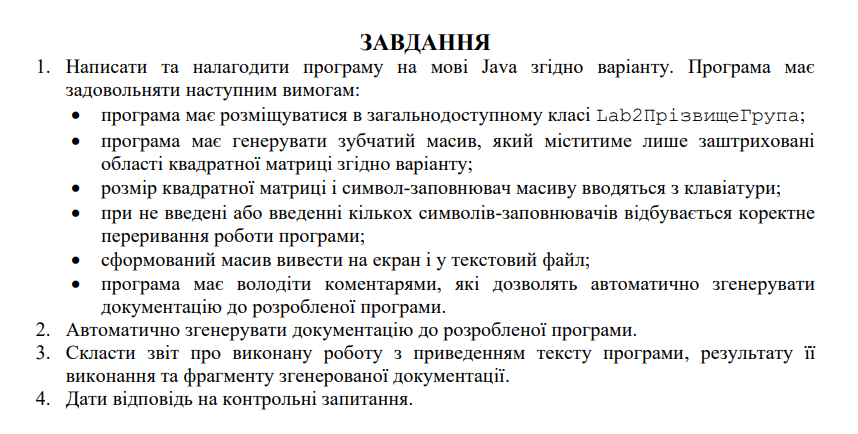 ЗАВДАННЯ
1. Написати та налагодити програму на мові Java згідно варіанту. Програма має
задовольняти наступним вимогам:
• програма має розміщуватися в загальнодоступному класі Lab2ПрізвищеГрупа;
• програма має генерувати зубчатий масив, який міститиме лише заштриховані
області квадратної матриці згідно варіанту;
• розмір квадратної матриці і символ-заповнювач масиву вводяться з клавіатури;
• при не введені або введенні кількох символів-заповнювачів відбувається коректне
переривання роботи програми;
• сформований масив вивести на екран і у текстовий файл;
• програма має володіти коментарями, які дозволять автоматично згенерувати
документацію до розробленої програми.
2. Автоматично згенерувати документацію до розробленої програми.
3. Скласти звіт про виконану роботу з приведенням тексту програми, результату її
виконання та фрагменту згенерованої документації.
4. Дати відповідь на контрольні запитання.